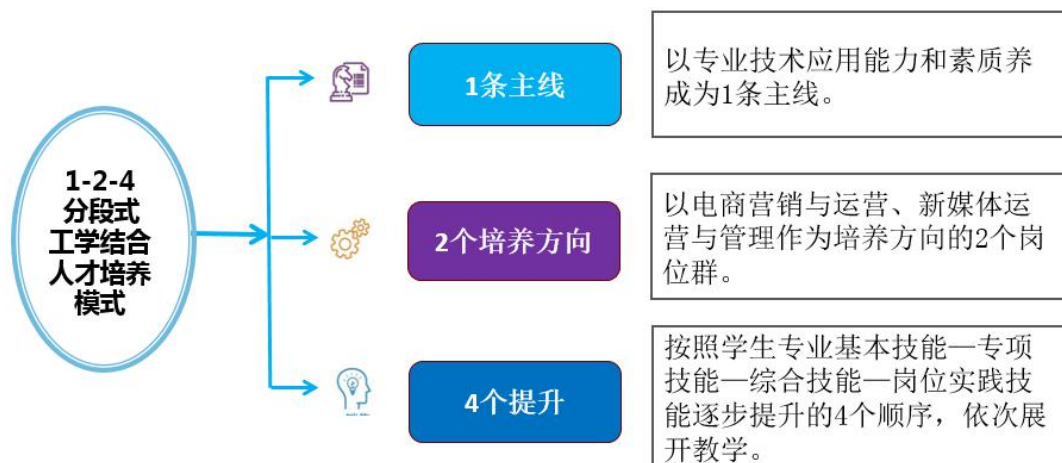 1-2-4
分段式
工学结合
人才培养
模式
1条主线
以专业技术应用能力和素质养
成为1条主线。
2个培养方向
以电商营销与运营、新媒体运
营与管理作为培养方向的2个岗
位群。
4个提升
按照学生专业基本技能—专项
技能—综合技能—岗位实践技
能逐步提升的4个顺序，依次展
开教学。